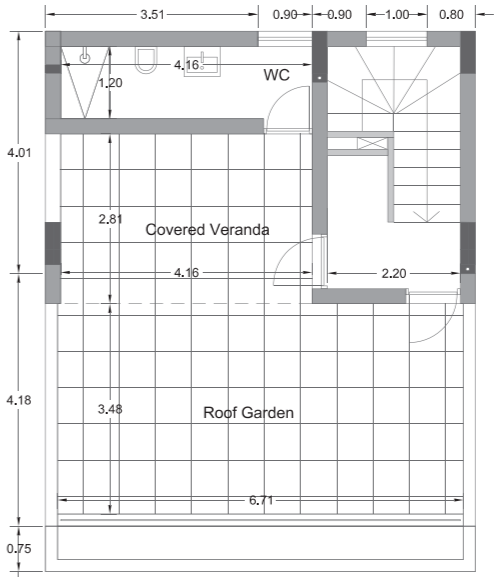 3.51 0.90 0.90 1.00 0.80
4.16
WC
1.20
4.01
2.81
Covered Veranda
4.16
2.20
4.18
3.48
Roof Garden
6.71
0.75